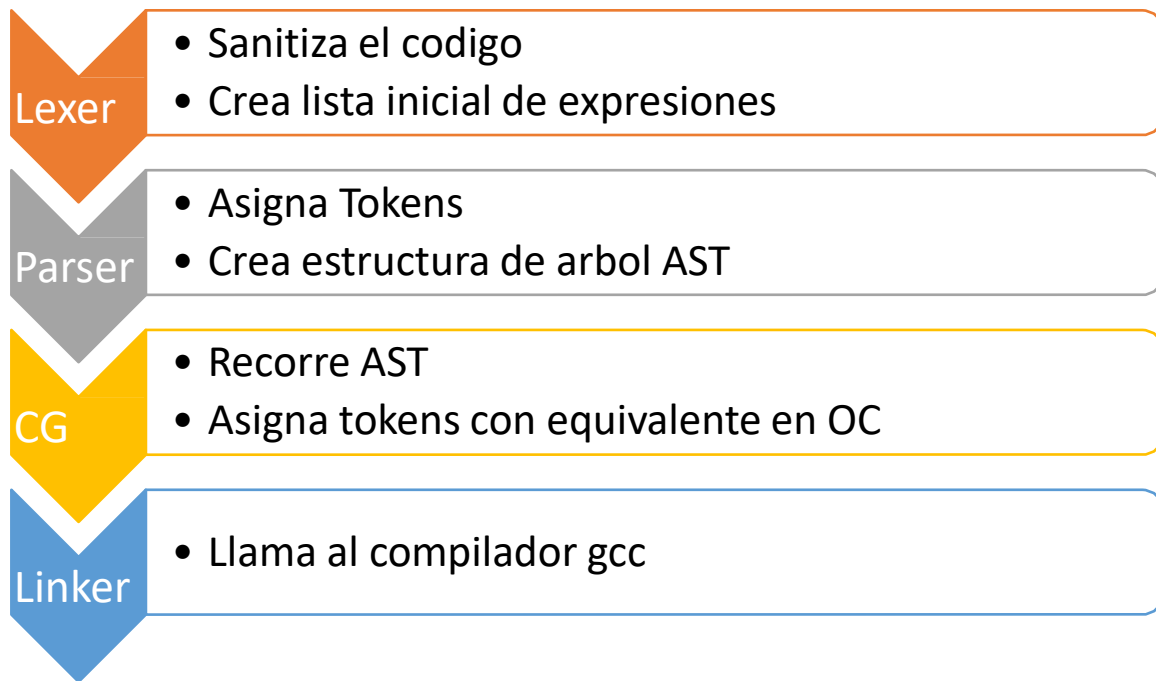 Lexer
• Sanitiza el codigo
• Crea lista inicial de expresiones
Parser
• Asigna Tokens
• Crea estructura de arbol AST
CG
• Recorre AST
• Asigna tokens con equivalente en OC
Linker
• Llama al compilador gcc